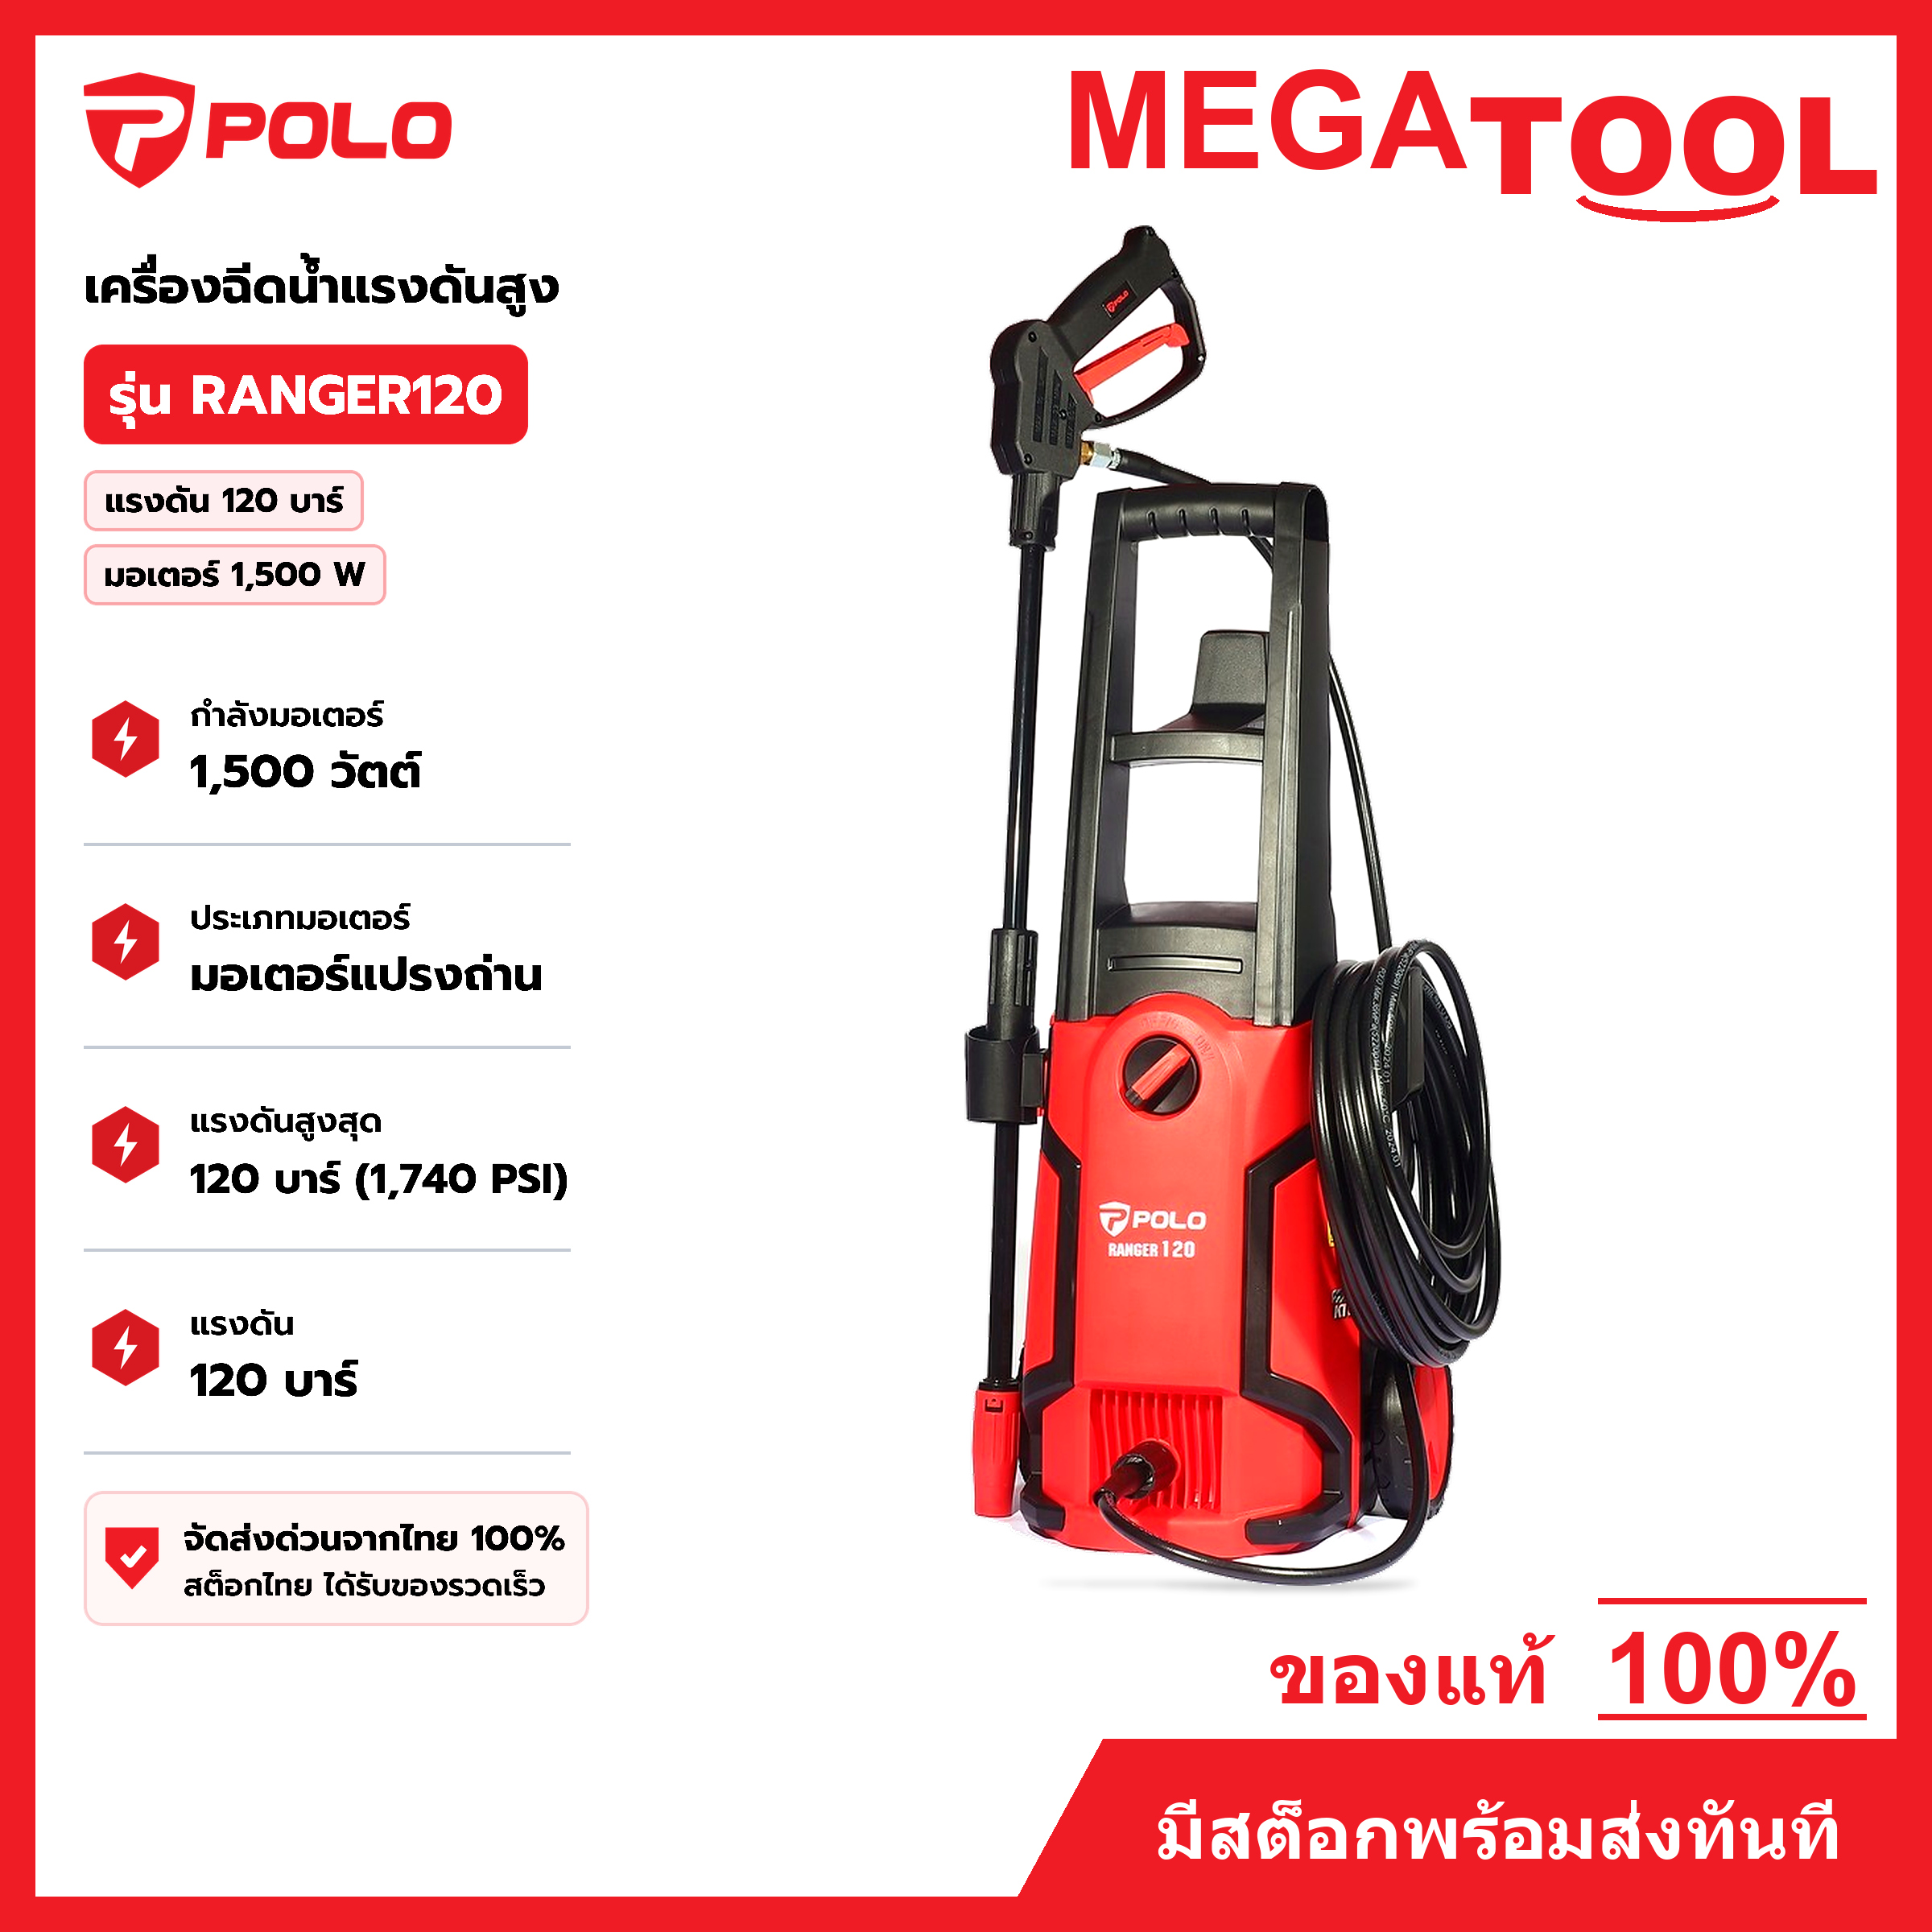 POLO
MEGATOOL
เครื่องฉีดน้ำแรงดันสูง
รุ่น RANGER120
แรงดัน 120 บาร์
มอเตอร์ 1,500 W
กำลังมอเตอร์
1,500 วัตต์
ประเภทมอเตอร์
มอเตอร์แปรงถ่าน
แรงดันสูงสุด
120 บาร์ (1,740 PSI)
แรงดัน
120 บาร์
จัดส่งด่วนจากไทย 100%
สต็อกไทย ได้รับของรวดเร็ว
POLO
POLO
RANGER 120
ของแท้ 100%
มีสต็อกพร้อมส่งทันที